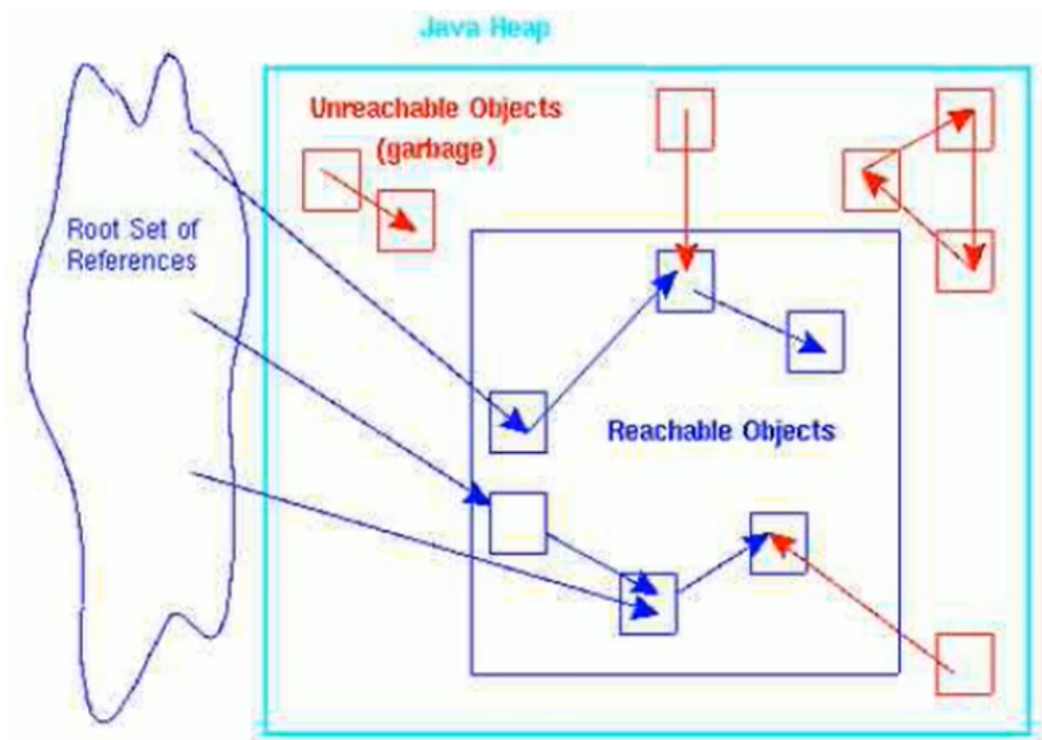 Java Heap
Unreachable Objects
(garbage)
Root Set of
References
Reachable Objects